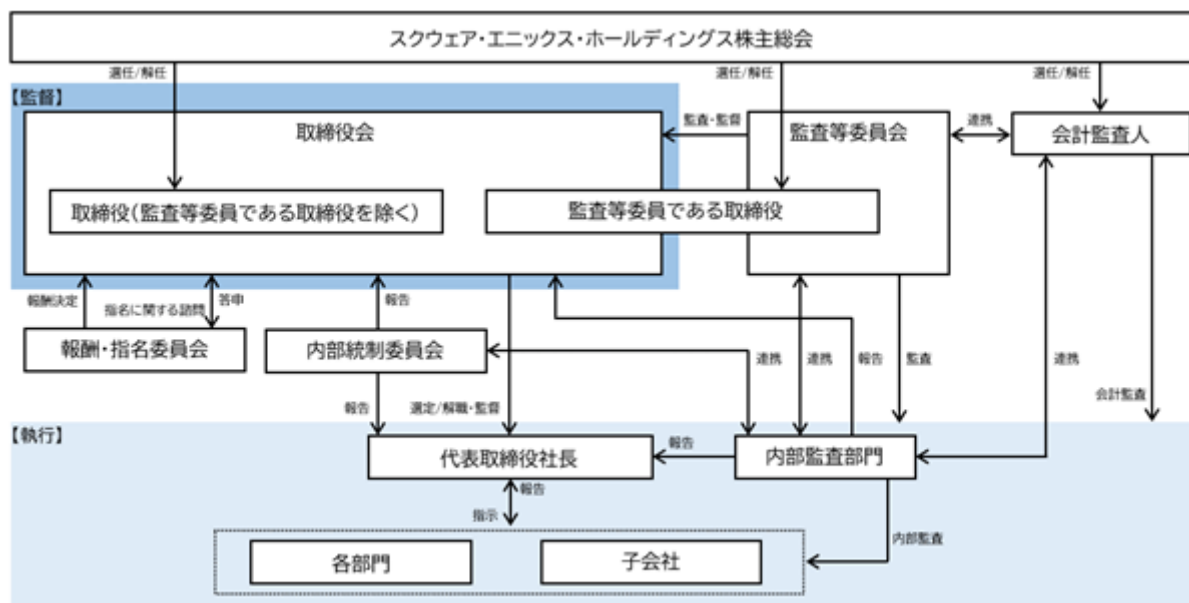 スクウェア・エニックス・ホールディングス株主総会
選任/解任
選任/解任
選任/解任
【監督】
取締役会
監査・監督
監査等委員会
連携
会計監査人
取締役（監査等委員である取締役を除く）
監査等委員である取締役
報酬決定
指名に関する諮問
答申
報告
報酬・指名委員会
内部統制委員会
連携
連携
報告
監査
連携
報告
選定/解職・監督
会計監査
【執行】
代表取締役社長
報告
内部監査部門
報告
指示
内部監査
各部門
子会社